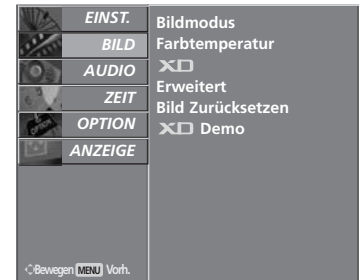 EINST.
BILD
AUDIO
ZEIT
OPTION
ANZEIGE
Bewegen MENU Vorh.
Bildmodus
Farbtemperatur
XD
Erweitert
Bild Zurücksetzen
XD Demo